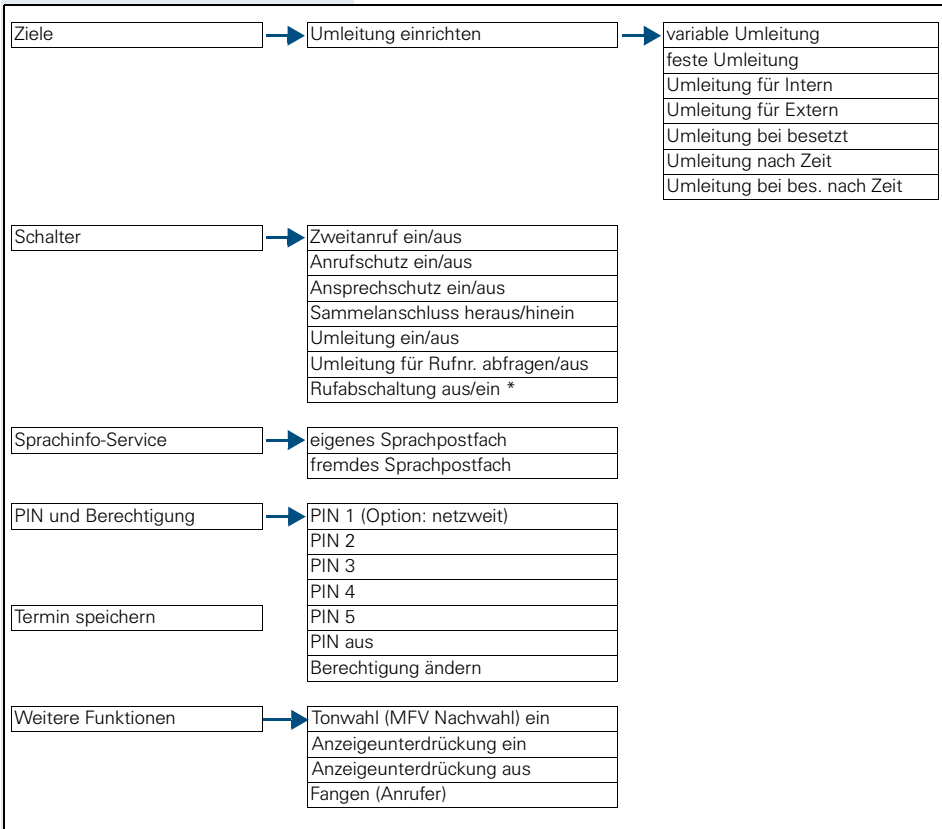 Ziele
Umleitung einrichten
variable Umleitung
feste Umleitung
Umleitung für Intern
Umleitung für Extern
Umleitung bei besetzt
Umleitung nach Zeit
Umleitung bei bes. nach Zeit
Schalter
Zweitanruf ein/aus
Anrufschutz ein/aus
Ansprechschutz ein/aus
Sammelanschluss heraus/hinein
Umleitung ein/aus
Umleitung für Rufnr. abfragen/aus
Rufabschaltung aus/ein *
Sprachinfo-Service
eigenes Sprachpostfach
fremdes Sprachpostfach
PIN und Berechtigung
PIN 1 (Option: netzweit)
PIN 2
PIN 3
PIN 4
Termin speichern
PIN 5
PIN aus
Berechtigung ändern
Weitere Funktionen
Tonwahl (MFV Nachwahl) ein
Anzeigeunterdrückung ein
Anzeigeunterdrückung aus
Fangen (Anrufer)